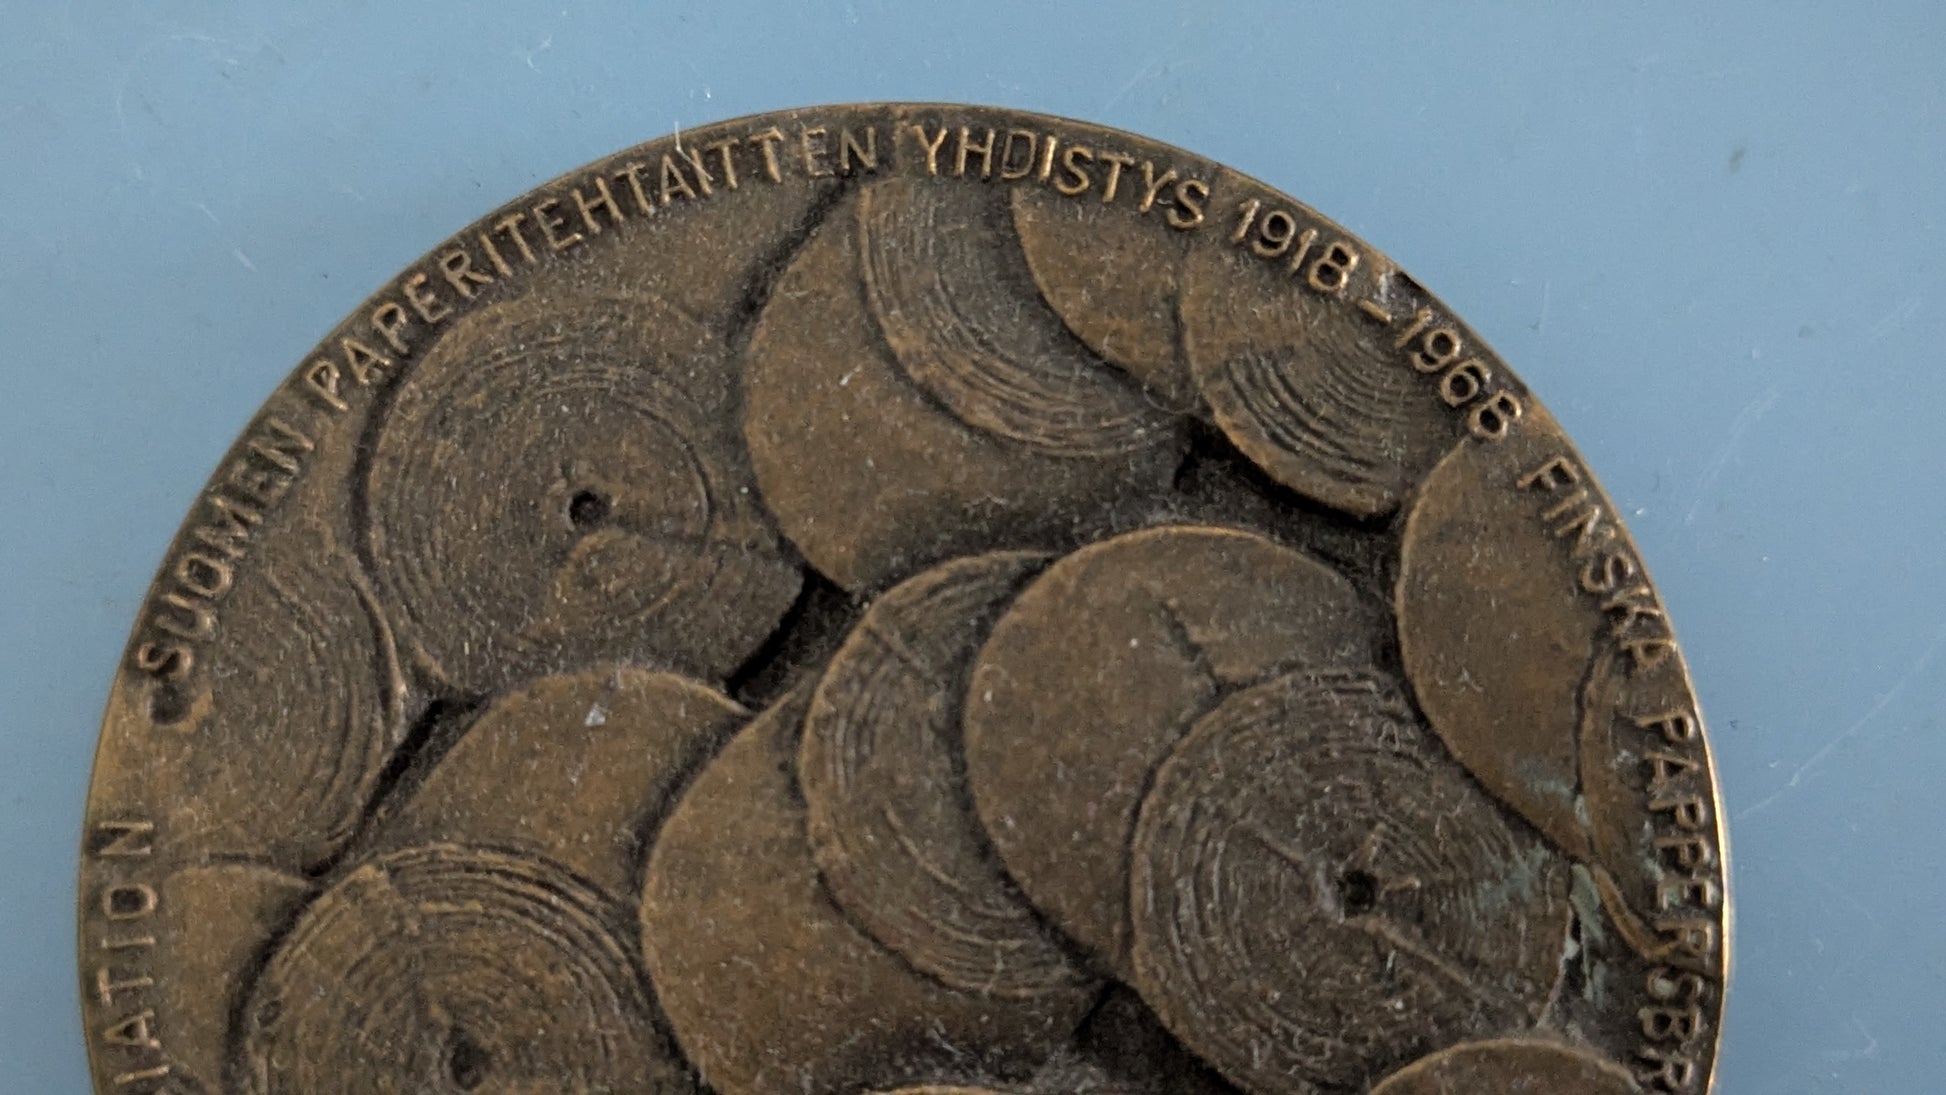 SUOMEN PAPERITEHTAITTEN YHDISTYS 1918-1968 FINSKA PAPPERSBR
IATION